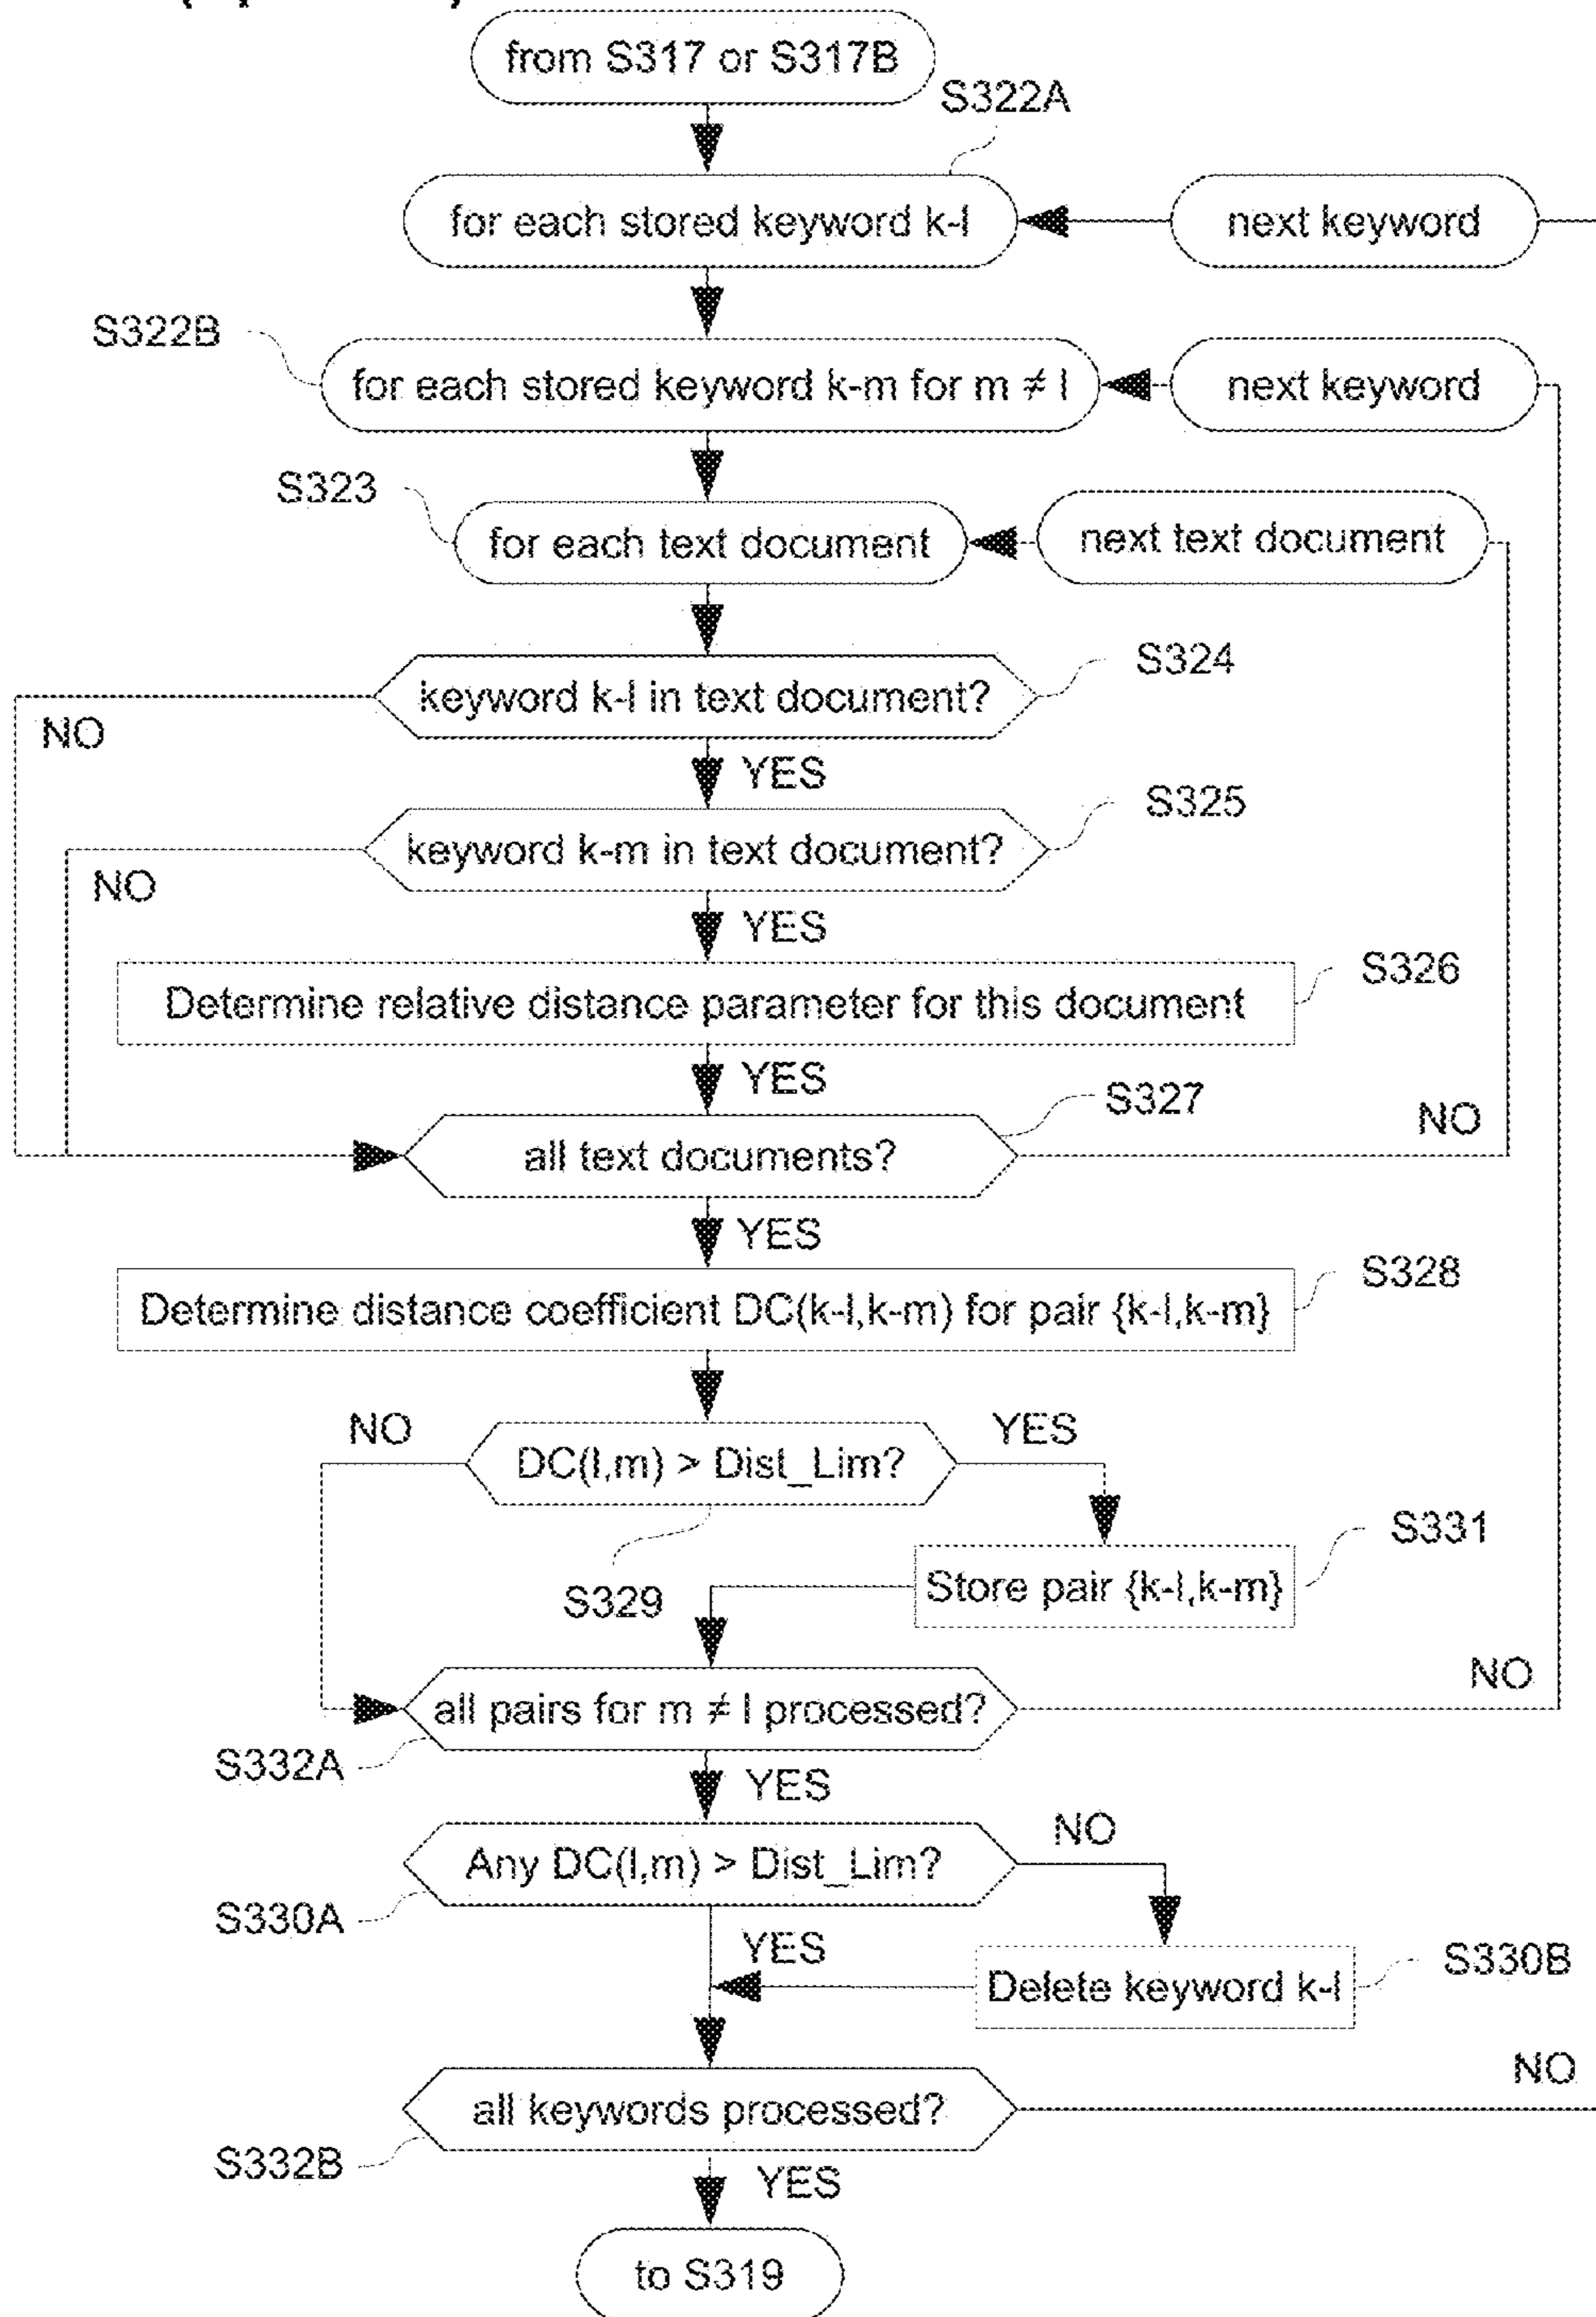 from S317 or S317B
S322A
for each stored keyword k-l
next keyword
S322B
for each stored keyword k-m for m ≠ l
next keyword
S323
for each text document
next text document
keyword k-l in text document?
S324
NO
YES
keyword k-m in text document?
S325
NO
YES
Determine relative distance parameter for this document
S326
YES
all text documents?
S327
NO
YES
Determine distance coefficient DC(k-l,k-m) for pair {k-l,k-m}
S328
NO
DC(l,m) > Dist_Lim?
YES
S329
Store pair {k-l,k-m}
S331
all pairs for m ≠ l processed?
NO
S332A
YES
Any DC(l,m) > Dist_Lim?
NO
S330A
YES
Delete keyword k-l
S330B
all keywords processed?
NO
S332B
YES
to S319